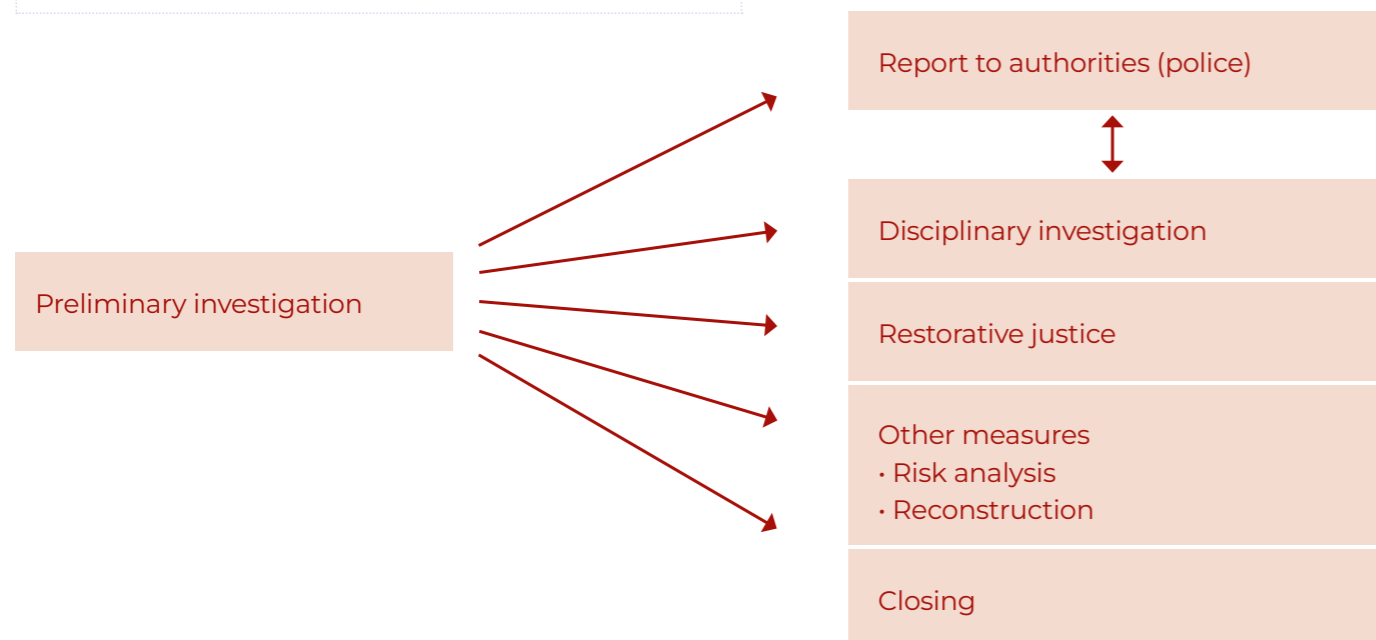 Report to authorities (police)
Disciplinary investigation
Preliminary investigation
Restorative justice
Other measures
• Risk analysis
• Reconstruction
Closing